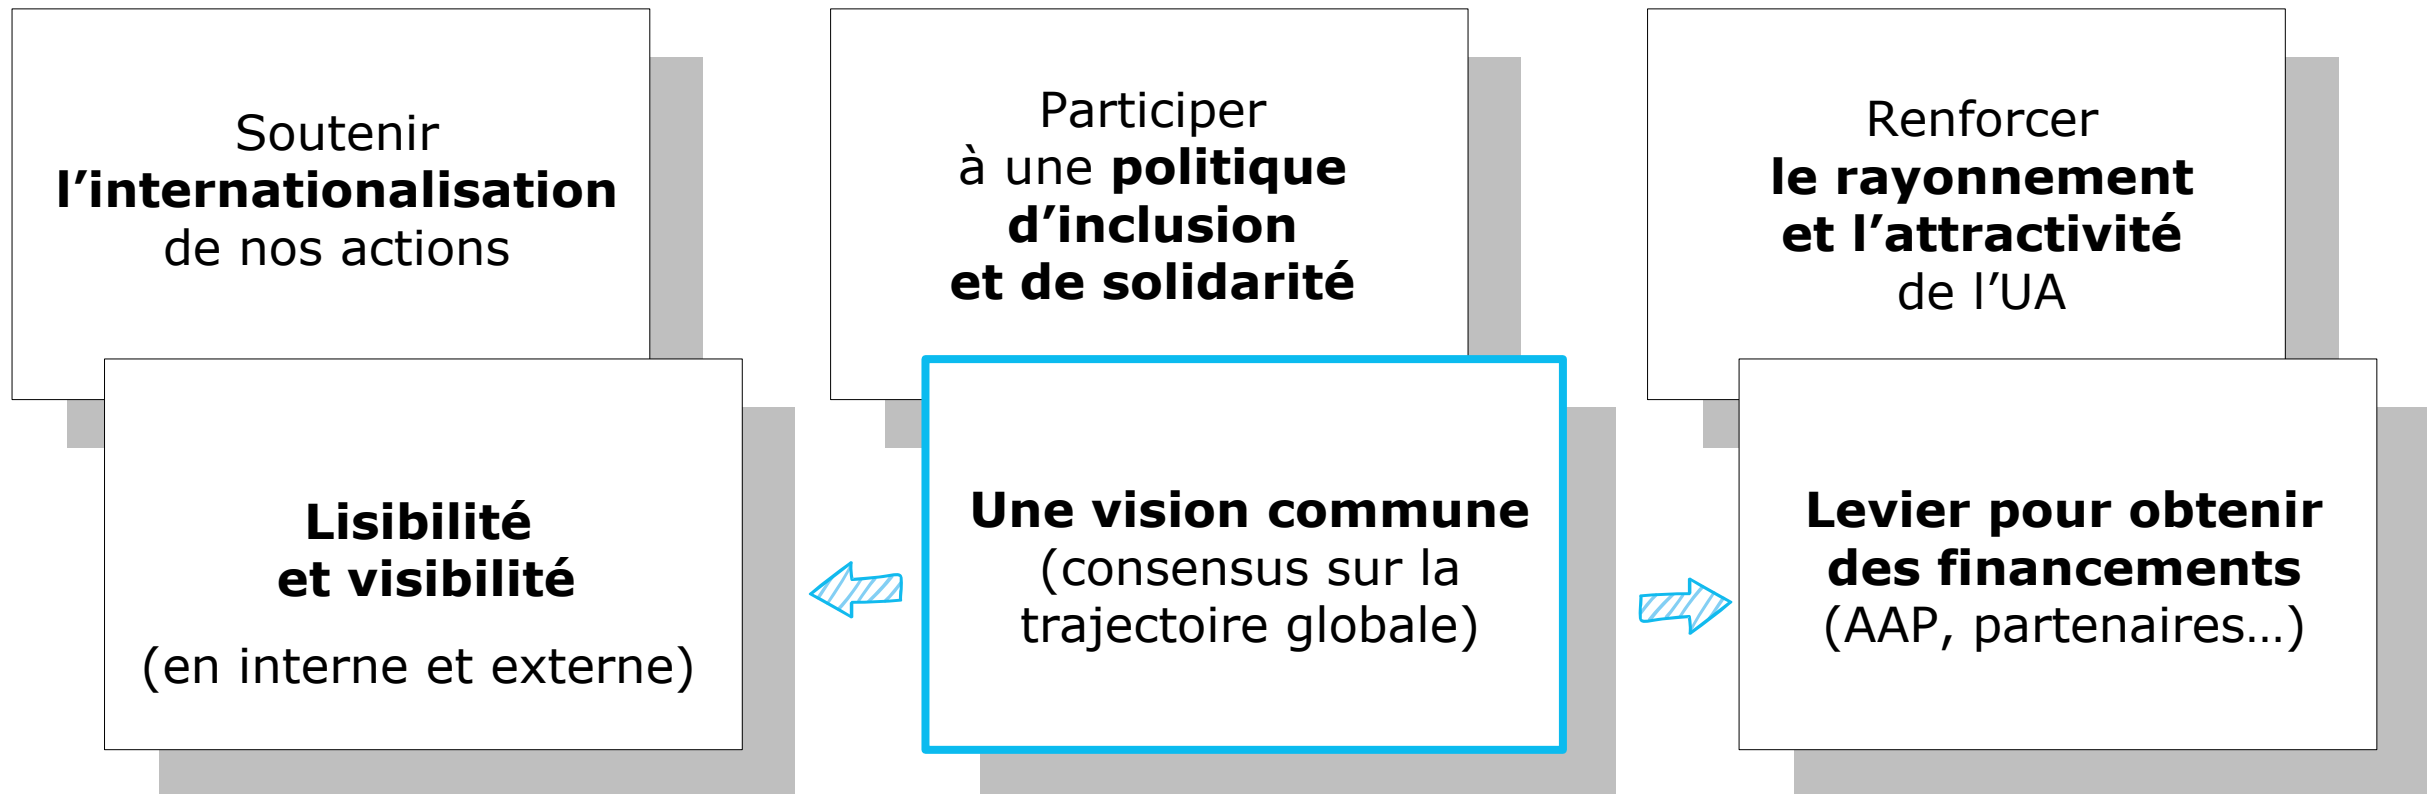 Soutenir
l’internationalisation
de nos actions
Participer
à une politique
d’inclusion
et de solidarité
Renforcer
le rayonnement
et l’attractivité
de l’UA
Lisibilité
et visibilité
(en interne et externe)
Une vision commune
(consensus sur la
trajectoire globale)
Levier pour obtenir
des financements
(AAP, partenaires…)